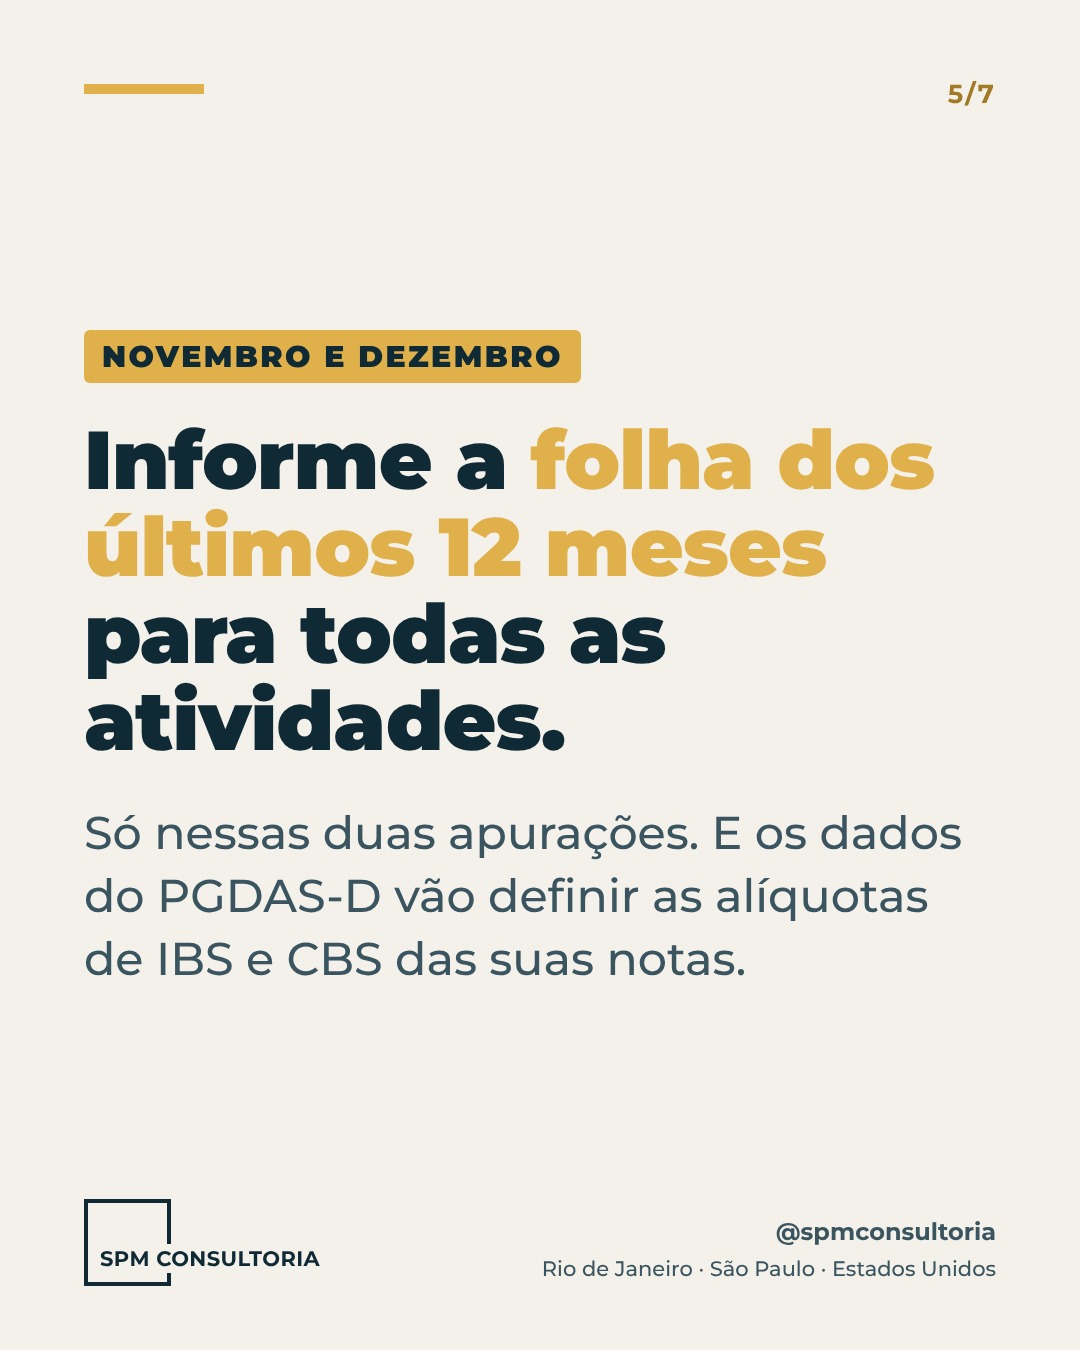 5/7
NOVEMBRO E DEZEMBRO
Informe a folha dos
últimos 12 meses
para todas as
atividades.
Só nessas duas apurações. E os dados
do PGDAS-D vão definir as alíquotas
de IBS e CBS das suas notas.
SPM CONSULTORIA
@spmconsultoria
Rio de Janeiro · São Paulo · Estados Unidos